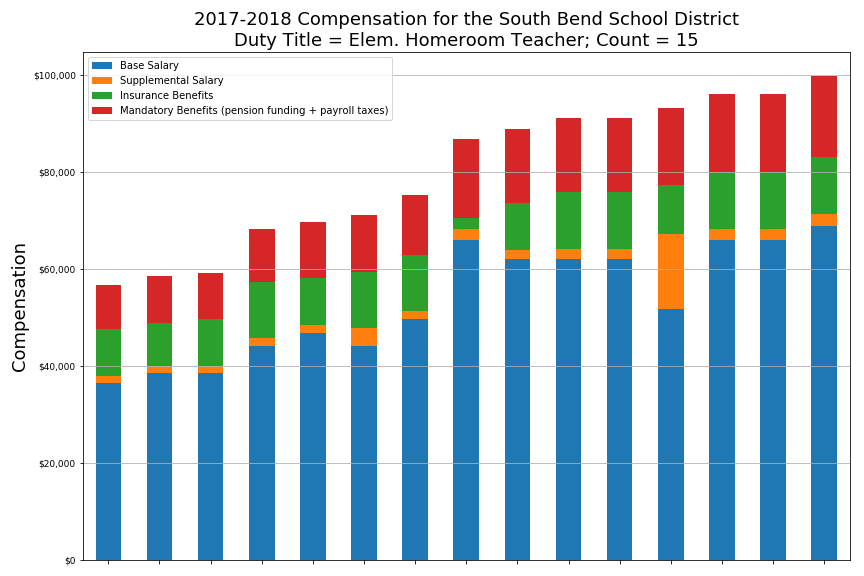 2017-2018 Compensation for the South Bend School District
Duty Title = Elem. Homeroom Teacher; Count = 15
Base Salary
Supplemental Salary
Insurance Benefits
Mandatory Benefits (pension funding + payroll taxes)
$100,000
$80,000
$60,000
$40,000
$20,000
$0
Compensation